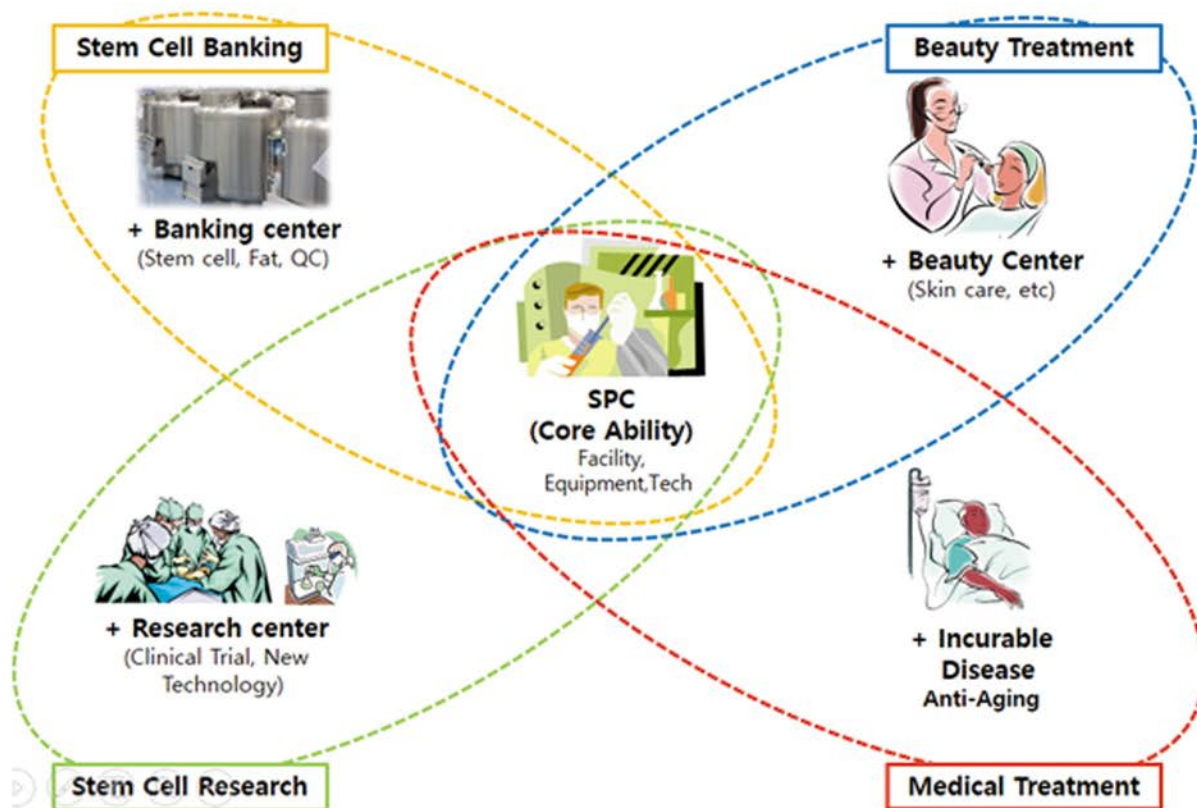 Stem Cell Banking
Beauty Treatment
+ Banking center
(Stem cell, Fat, QC)
+ Beauty Center
(Skin care, etc)
SPC
(Core Ability)
Facility,
Equipment,Tech
+ Research center
(Clinical Trial, New
Technology)
+ Incurable
Disease
Anti-Aging
Stem Cell Research
Medical Treatment